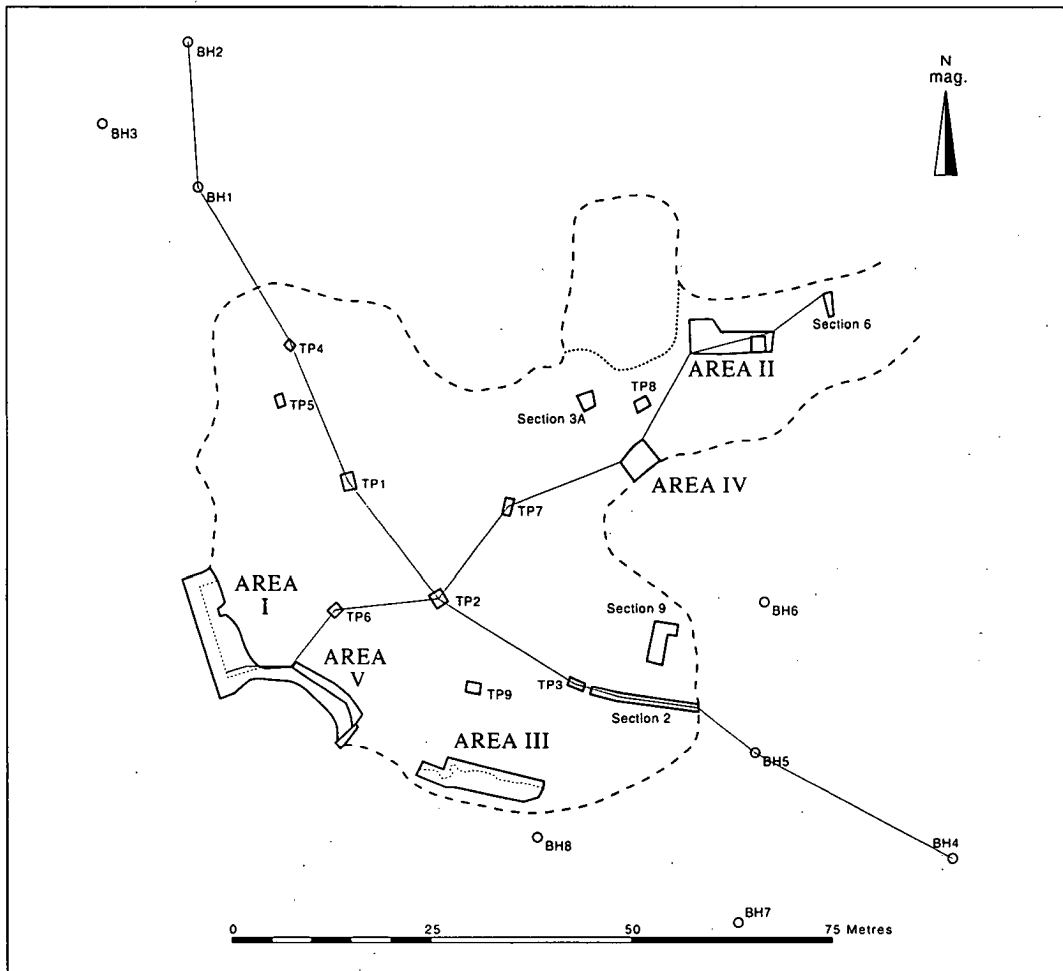 BH2
N
mag.
BH3
BH1
Section 6
TP4
AREA II
TP5
TP8
Section 3A
TP1
AREA IV
TP7
AREA
I
TP2
BH6
TP6
Section 9
AREA
V
TP3
TP9
Section 2
AREA III
BH5
BH8
BH4
BH7
0 25 50 75 Metres